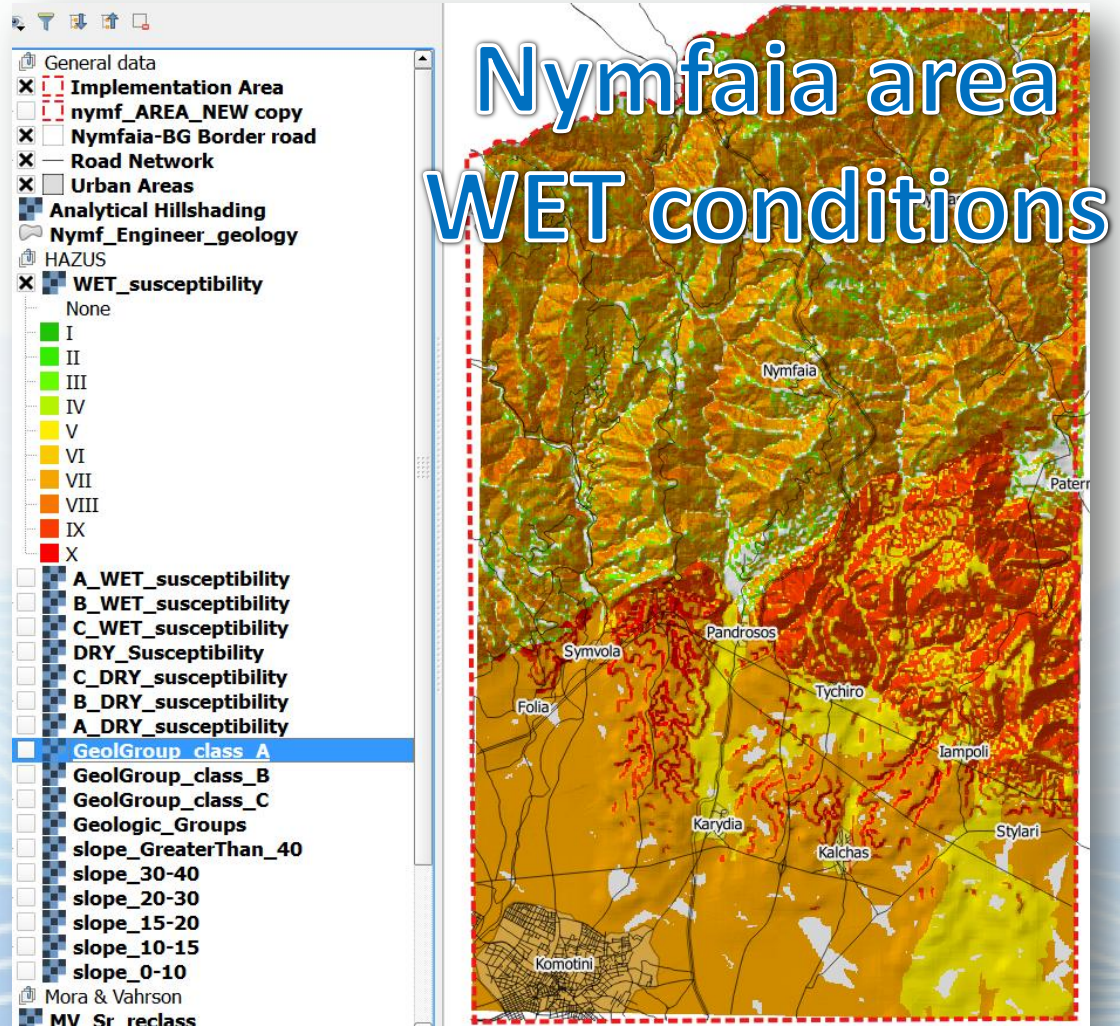 Nymfaia area
WET conditions
General data
Implementation Area
nymf_AREA_NEW copy
Nymfaia-BG Border road
Road Network
Urban Areas
Analytical Hillshading
Nymf_Engineer_geology
HAZUS
WET_susceptibility
None
I
II
III
IV
V
VI
VII
VIII
IX
X
A_WET_susceptibility
B_WET_susceptibility
C_WET_susceptibility
DRY_Susceptibility
C_DRY_susceptibility
B_DRY_susceptibility
A_DRY_susceptibility
GeolGroup_class_A
GeolGroup_class_B
GeolGroup_class_C
Geologic_Groups
slope_GreaterThan_40
slope_30-40
slope_20-30
slope_15-20
slope_10-15
slope_0-10
Mora & Vahrson
MV_Sr_reclass
Nymfaia
Patern
Pandrosos
Symvola
Tychiro
Folia
Iampoli
Karydia
Stylari
Kalchas
Komotini